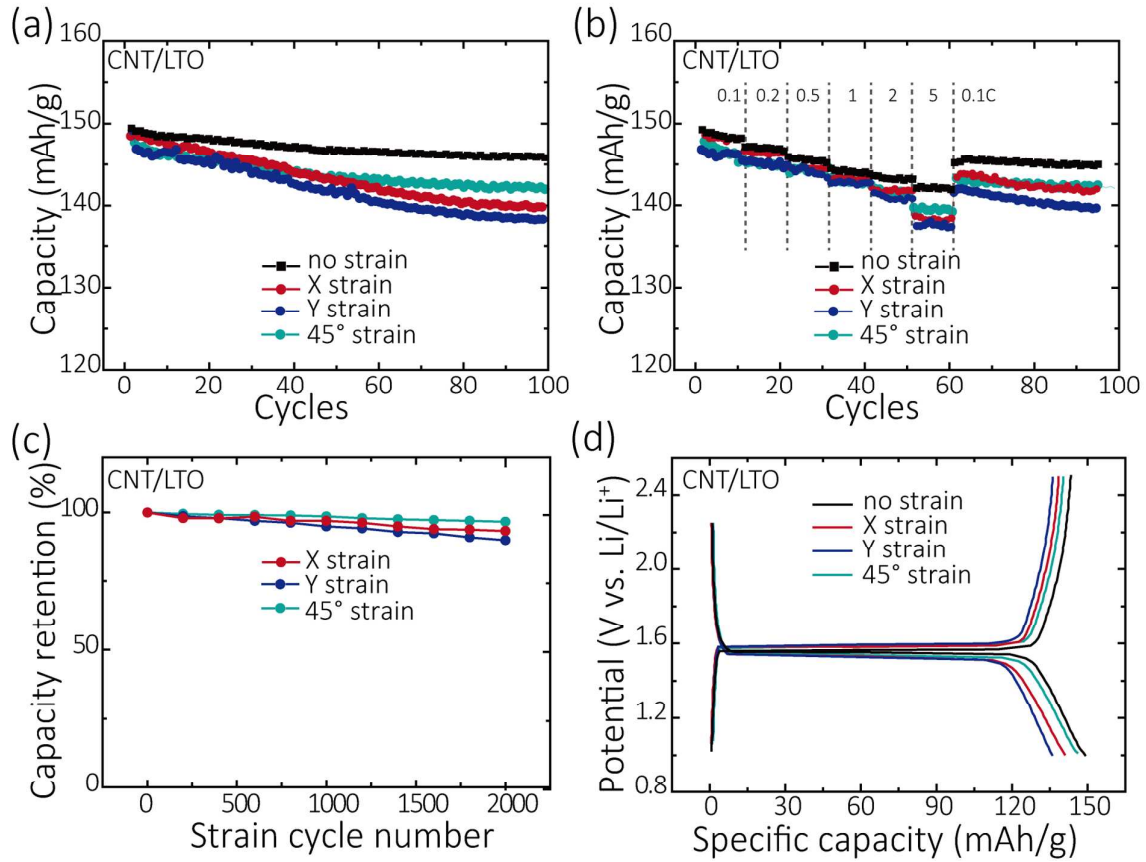 (a)
160
150
140
130
120
Capacity (mAh/g)
CNT/LTO
no strain
X strain
Y strain
45° strain
0 20 40 60 80 100
Cycles
(b)
160
150
140
130
120
Capacity (mAh/g)
CNT/LTO
0.1 0.2 0.5 1 2 5 0.1C
no strain
X strain
Y strain
45° strain
0 20 40 60 80 100
Cycles
(c)
100
50
0
Capacity retention (%)
CNT/LTO
X strain
Y strain
45° strain
0 500 1000 1500 2000
Strain cycle number
(d)
2.4
2.0
1.6
1.2
0.8
Potential (V vs. Li/Li⁺)
CNT/LTO
no strain
X strain
Y strain
45° strain
0 30 60 90 120 150
Specific capacity (mAh/g)